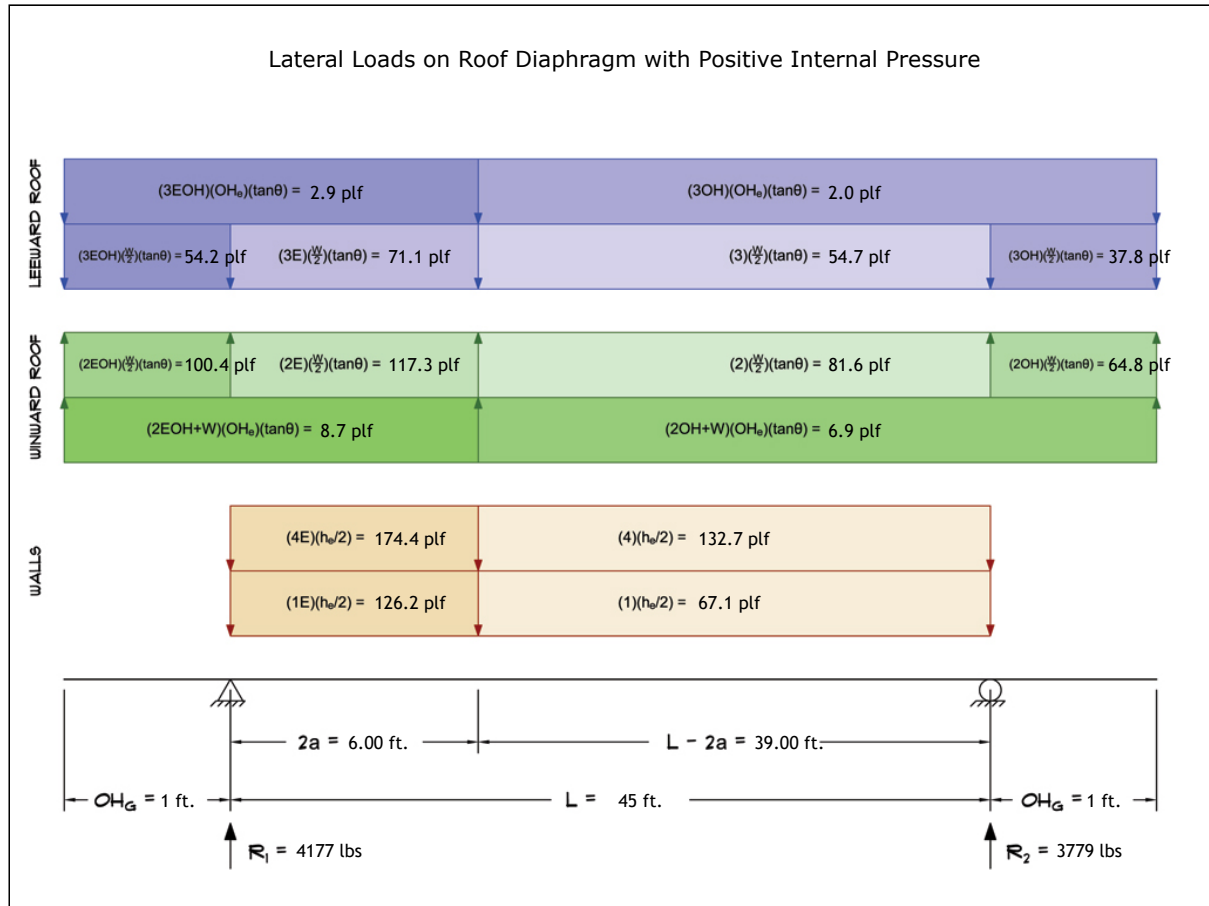 Lateral Loads on Roof Diaphragm with Positive Internal Pressure
LEEWARD ROOF
(3EOH)(OHₑ)(tanθ) = 2.9 plf
(3OH)(OHₑ)(tanθ) = 2.0 plf
(3EOH)(W/2)(tanθ) = 54.2 plf
(3E)(W/2)(tanθ) = 71.1 plf
(3)(W/2)(tanθ) = 54.7 plf
(3OH)(W/2)(tanθ) = 37.8 plf
WINWARD ROOF
(2EOH)(W/2)(tanθ) = 100.4 plf
(2E)(W/2)(tanθ) = 117.3 plf
(2)(W/2)(tanθ) = 81.6 plf
(2OH)(W/2)(tanθ) = 64.8 plf
(2EOH+W)(OHₑ)(tanθ) = 8.7 plf
(2OH+W)(OHₑ)(tanθ) = 6.9 plf
WALLS
(4E)(hₑ/2) = 174.4 plf
(4)(hₑ/2) = 132.7 plf
(1E)(hₑ/2) = 126.2 plf
(1)(hₑ/2) = 67.1 plf
2a = 6.00 ft.
L - 2a = 39.00 ft.
OH_G = 1 ft.
L = 45 ft.
OH_G = 1 ft.
R₁ = 4177 lbs
R₂ = 3779 lbs